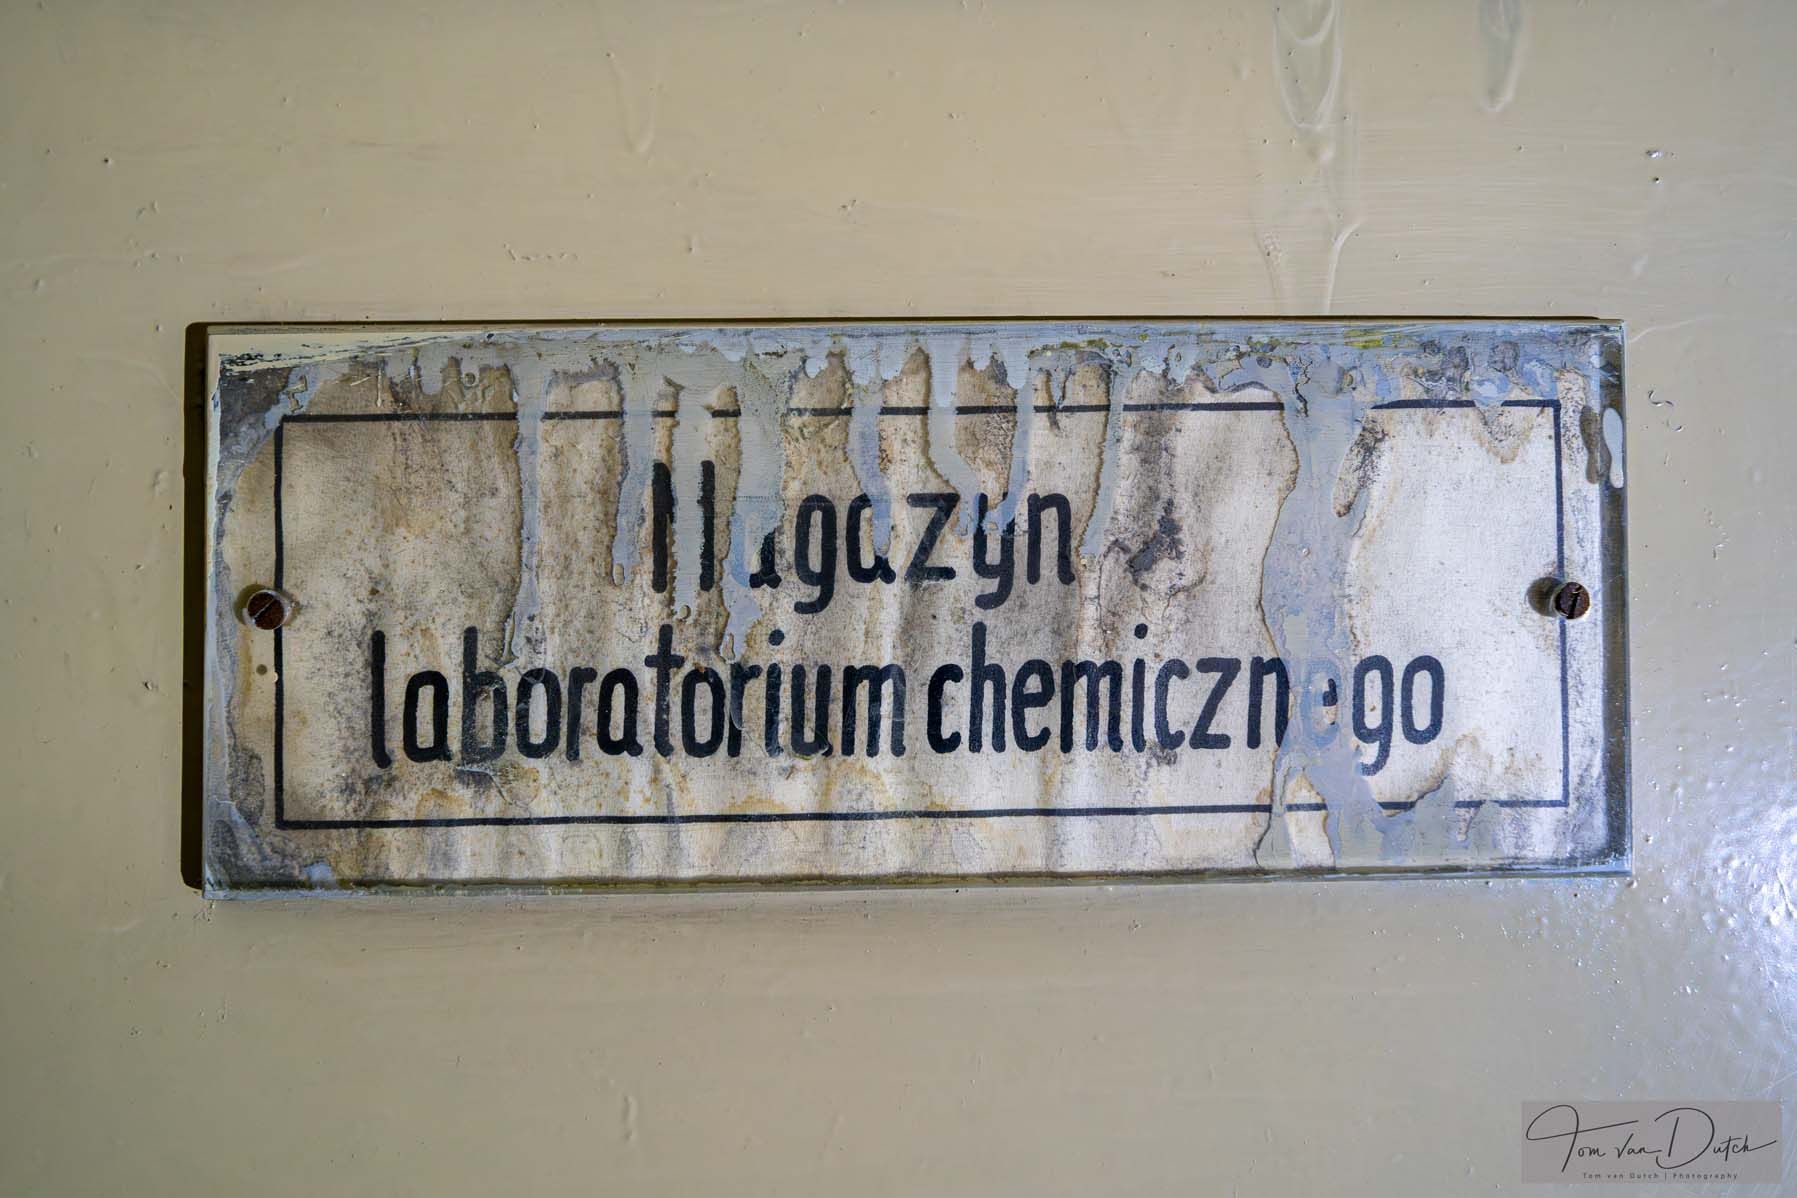 Magazyn
laboratorium chemicznego
Tom van Dutch
Tom van Dutch | Photography